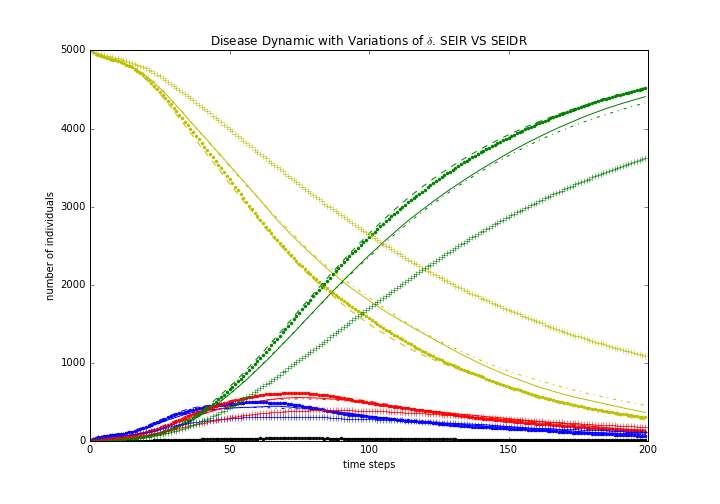 Disease Dynamic with Variations of δ. SEIR VS SEIDR
5000
4000
3000
2000
1000
0
number of individuals
0 50 100 150 200
time steps